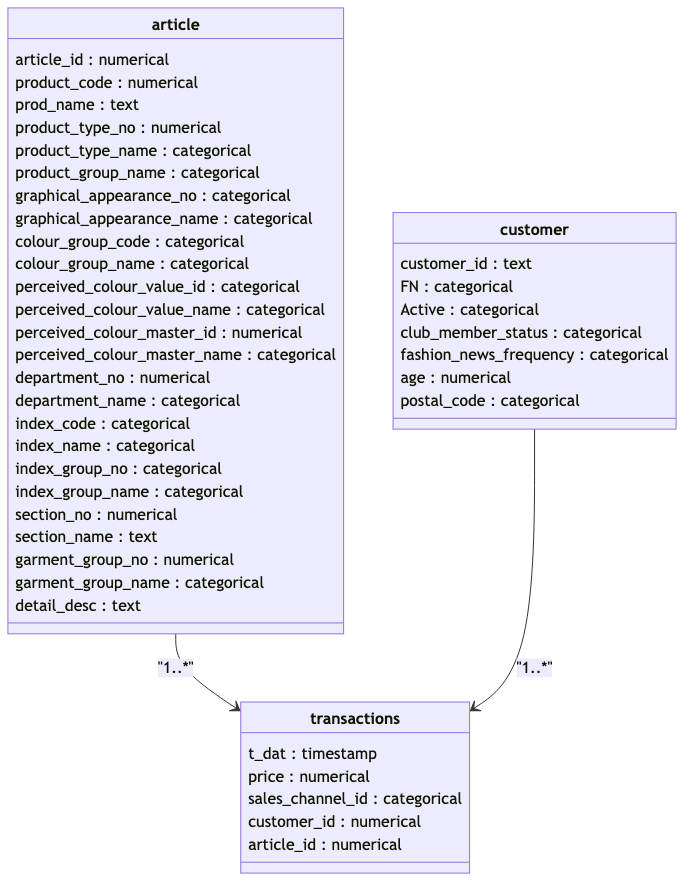 article
article_id : numerical
product_code : numerical
prod_name : text
product_type_no : numerical
product_type_name : categorical
product_group_name : categorical
graphical_appearance_no : categorical
graphical_appearance_name : categorical
colour_group_code : categorical
colour_group_name : categorical
perceived_colour_value_id : categorical
perceived_colour_value_name : categorical
perceived_colour_master_id : numerical
perceived_colour_master_name : categorical
department_no : numerical
department_name : categorical
index_code : categorical
index_name : categorical
index_group_no : categorical
index_group_name : categorical
section_no : numerical
section_name : text
garment_group_no : numerical
garment_group_name : categorical
detail_desc : text
customer
customer_id : text
FN : categorical
Active : categorical
club_member_status : categorical
fashion_news_frequency : categorical
age : numerical
postal_code : categorical
"1..*"
"1..*"
transactions
t_dat : timestamp
price : numerical
sales_channel_id : categorical
customer_id : numerical
article_id : numerical